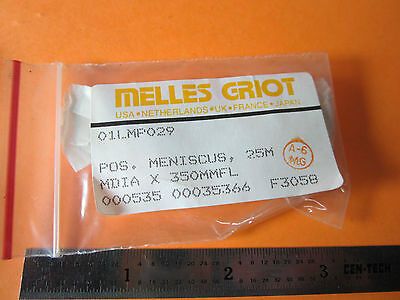 MELLES GRIOT
USA • NETHERLANDS • UK • FRANCE • JAPAN
01LMP029
POS. MENISCUS, 25M
MDIA X 350MMFL
000535 00035366 F3058
A-6
MG
1 2 3 CEN-TECH